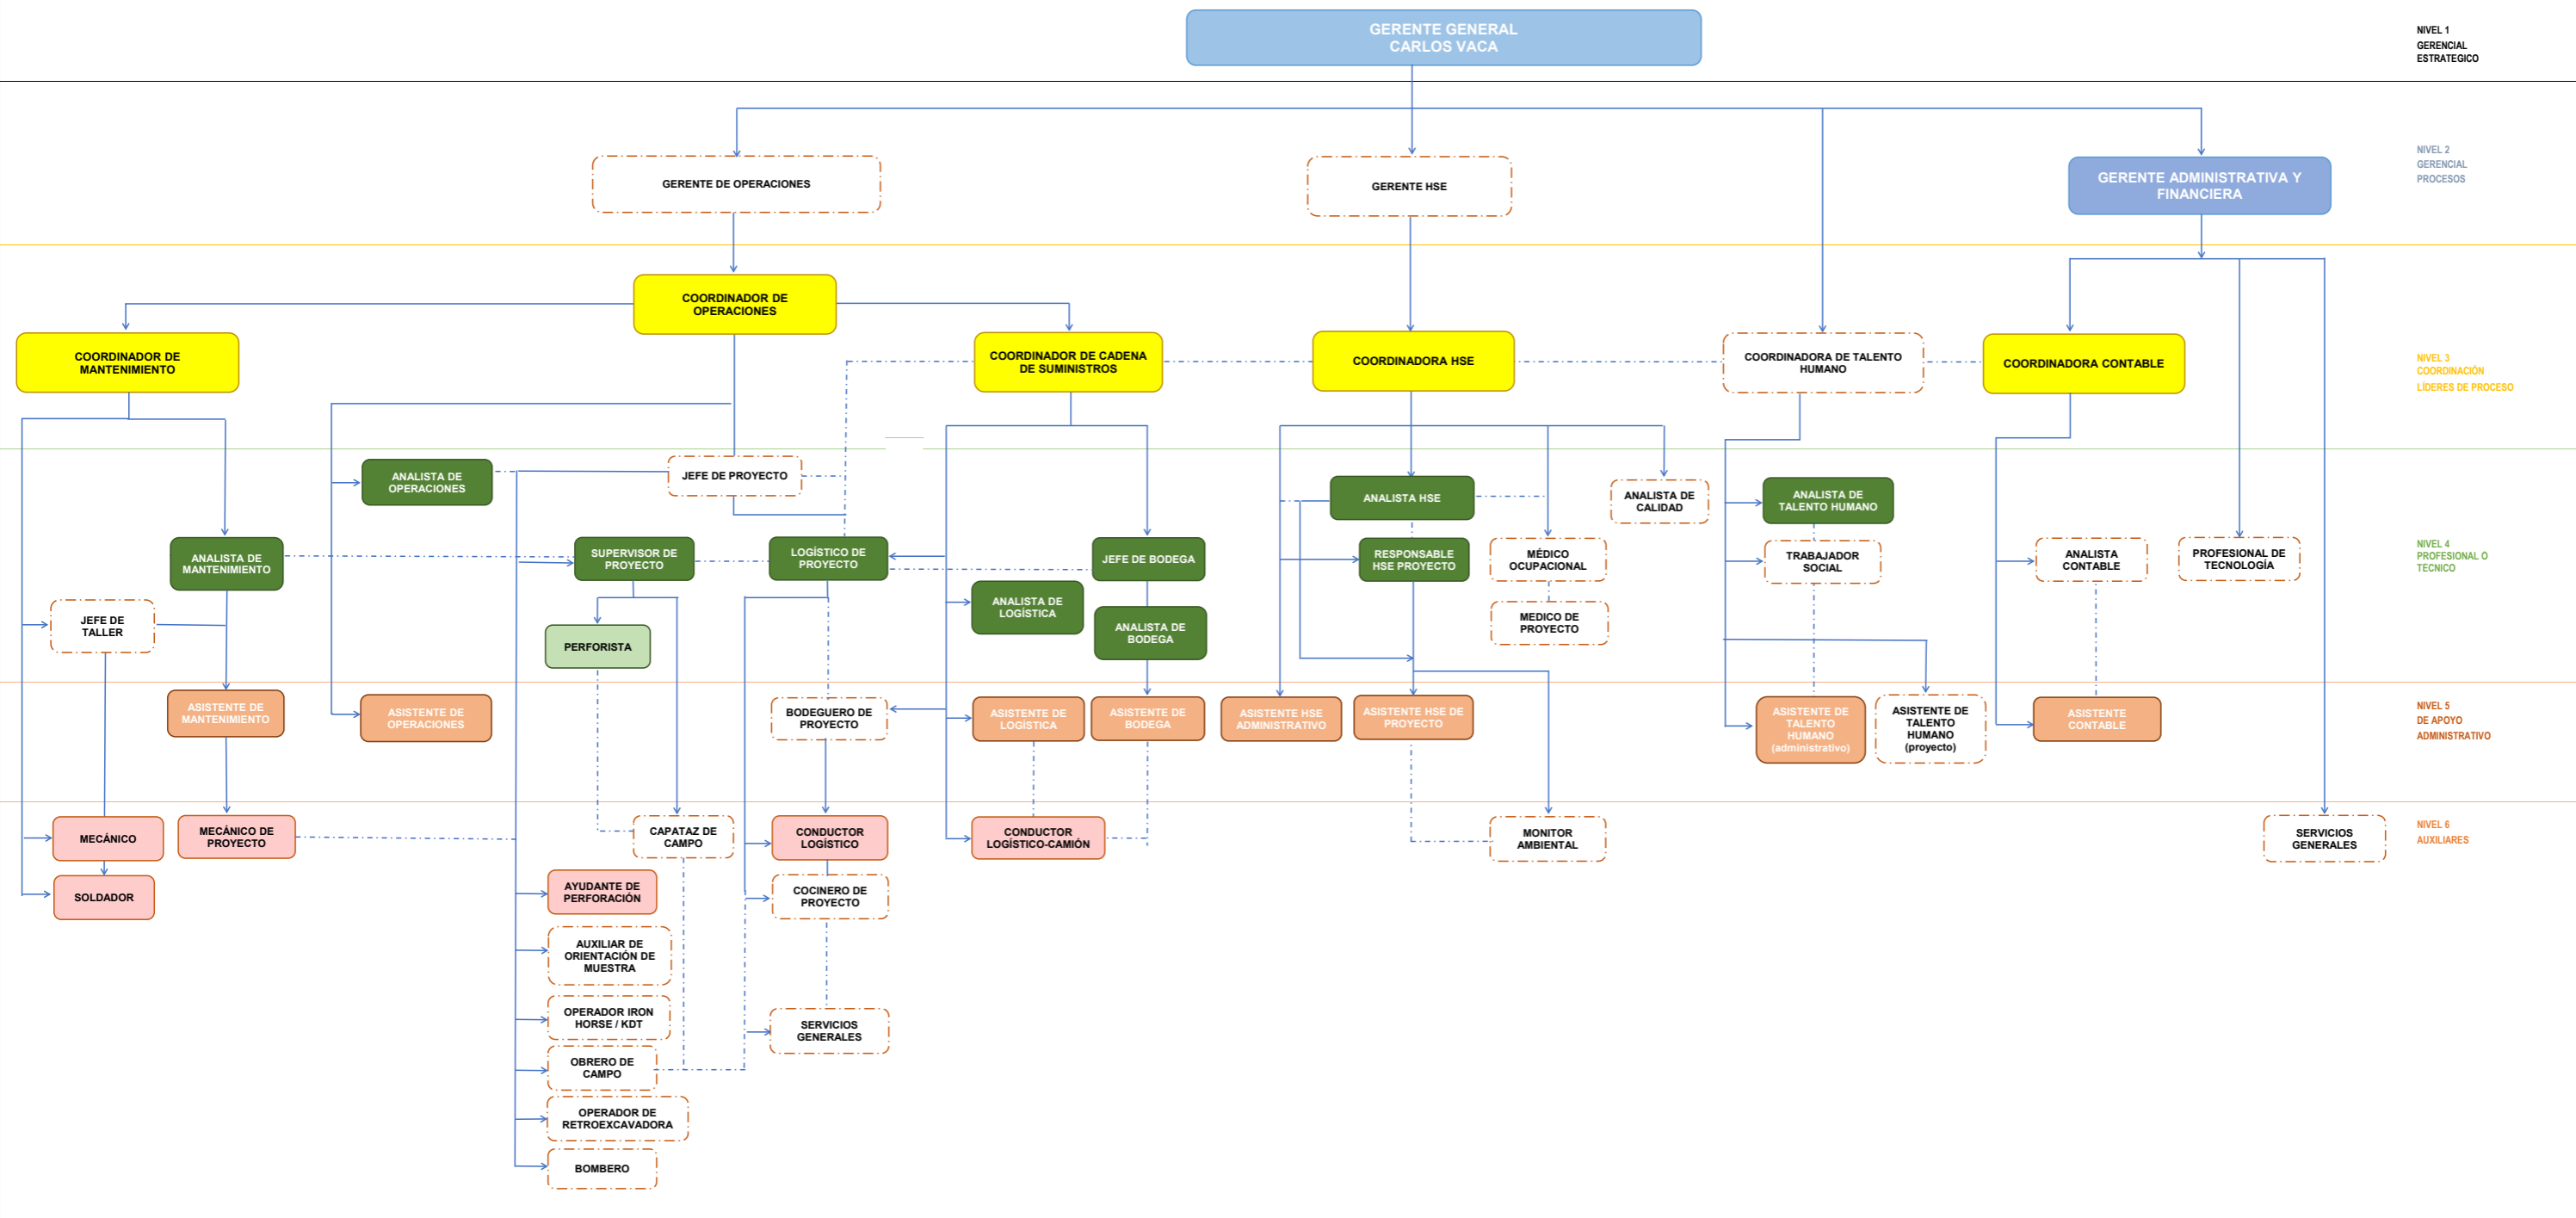 GERENTE GENERAL
CARLOS VACA
NIVEL 1
GERENCIAL
ESTRATEGICO
GERENTE DE OPERACIONES
GERENTE HSE
GERENTE ADMINISTRATIVA Y
FINANCIERA
NIVEL 2
GERENCIAL
PROCESOS
COORDINADOR DE
OPERACIONES
COORDINADOR DE
MANTENIMIENTO
COORDINADOR DE CADENA
DE SUMINISTROS
COORDINADORA HSE
COORDINADORA DE TALENTO
HUMANO
COORDINADORA CONTABLE
NIVEL 3
COORDINACIÓN
LÍDERES DE PROCESO
ANALISTA DE
OPERACIONES
JEFE DE PROYECTO
ANALISTA HSE
ANALISTA DE
CALIDAD
ANALISTA DE
TALENTO HUMANO
ANALISTA DE
MANTENIMIENTO
SUPERVISOR DE
PROYECTO
LOGÍSTICO DE
PROYECTO
JEFE DE BODEGA
RESPONSABLE
HSE PROYECTO
MÉDICO
OCUPACIONAL
TRABAJADOR
SOCIAL
ANALISTA
CONTABLE
PROFESIONAL DE
TECNOLOGÍA
NIVEL 4
PROFESIONAL Ó
TECNICO
JEFE DE
TALLER
PERFORISTA
ANALISTA DE
LOGÍSTICA
ANALISTA DE
BODEGA
MEDICO DE
PROYECTO
ASISTENTE DE
MANTENIMIENTO
ASISTENTE DE
OPERACIONES
BODEGUERO DE
PROYECTO
ASISTENTE DE
LOGÍSTICA
ASISTENTE DE
BODEGA
ASISTENTE HSE
ADMINISTRATIVO
ASISTENTE HSE DE
PROYECTO
ASISTENTE DE
TALENTO
HUMANO
(administrativo)
ASISTENTE DE
TALENTO
HUMANO
(proyecto)
ASISTENTE
CONTABLE
NIVEL 5
DE APOYO
ADMINISTRATIVO
MECÁNICO
MECÁNICO DE
PROYECTO
CAPATAZ DE
CAMPO
CONDUCTOR
LOGÍSTICO
CONDUCTOR
LOGÍSTICO-CAMIÓN
MONITOR
AMBIENTAL
SERVICIOS
GENERALES
NIVEL 6
AUXILIARES
SOLDADOR
AYUDANTE DE
PERFORACIÓN
COCINERO DE
PROYECTO
AUXILIAR DE
ORIENTACIÓN DE
MUESTRA
OPERADOR IRON
HORSE / KDT
SERVICIOS
GENERALES
OBRERO DE
CAMPO
OPERADOR DE
RETROEXCAVADORA
BOMBERO